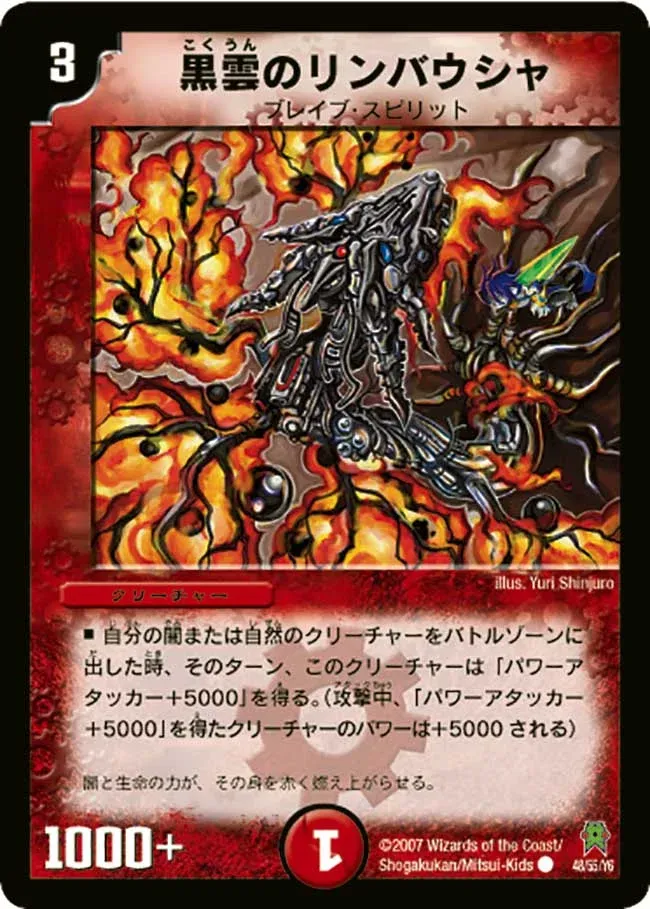 3
こくうん
黒雲のリンバウシャ
ブレイブ・スピリット
illus. Yuri Shinjuro
クリーチャー
■ 自分の闇または自然のクリーチャーをバトルゾーンに
出した時、そのターン、このクリーチャーは「パワーア
タッカー+5000」を得る。(攻撃中、「パワーアタッカー
+5000」を得たクリーチャーのパワーは+5000 される)
闇と生命の力が、その身を赤く燃え上がらせる。
1000+
1
©2007 Wizards of the Coast/
Shogakukan/Mitsui-Kids
48/55/Y6